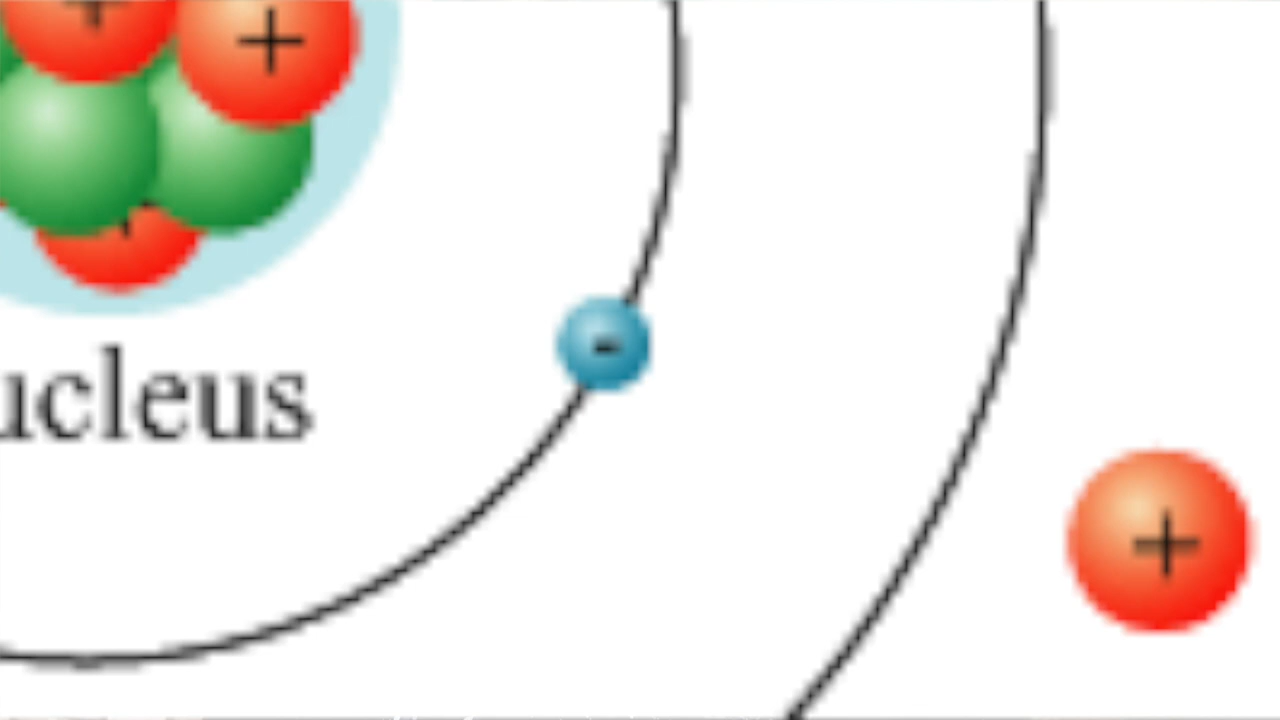 + +
+
ucleus
-
+